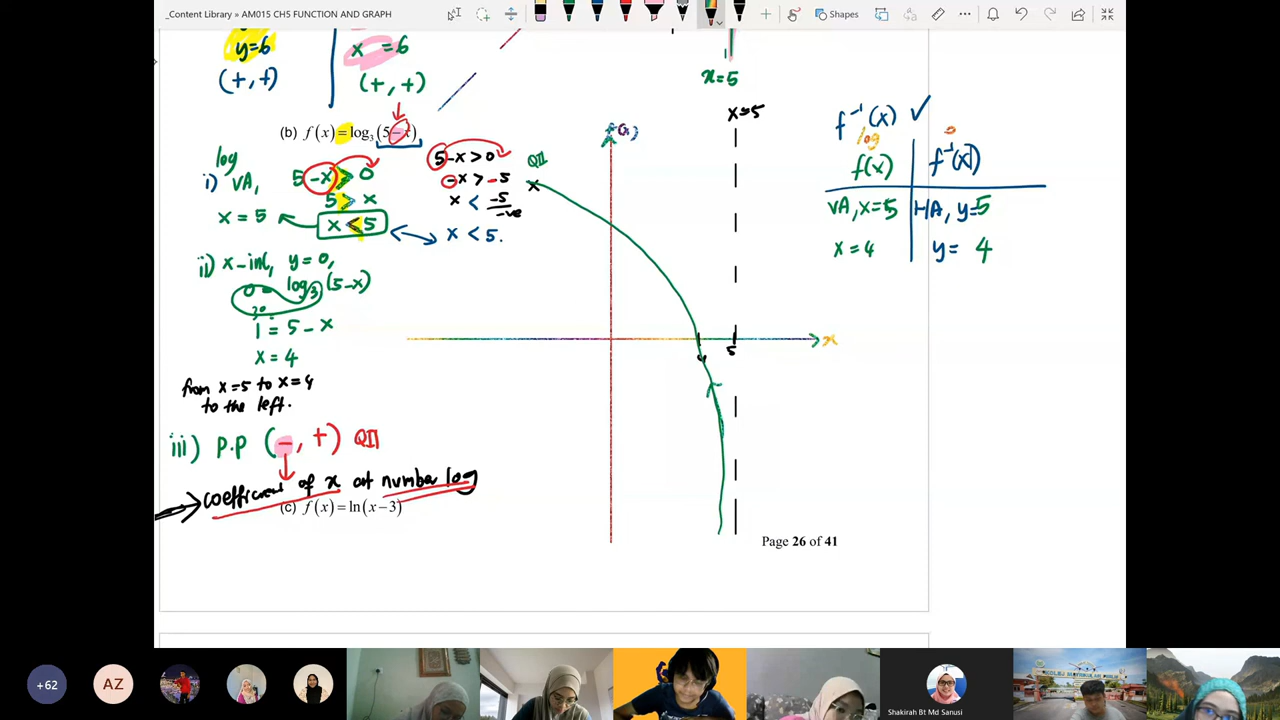 _Content Library » AM015 CH5 FUNCTION AND GRAPH
Shapes
y=6
x =6
(+, +)
(+, +)
x=5
(b) f(x) = log₃(5−x)
log
i) VA,
x = 5
5 -x > 0
5 > x
x < 5
5-x > 0
-x > -5
x < -5/-ve
x < 5.
ii) x-int, y=0,
0 = log₃(5-x)
3⁰
1 = 5 - x
x = 4
from x=5 to x=4
to the left.
iii) P.P (-, +) QII
coefficient of x at number log
(c) f(x) = ln(x−3)
QII
x
f(x)
x=5
4
5
x
f⁻¹(x) ✓
log
f(x)
f⁻¹(x)
VA, x=5
HA, y=5
x = 4
y= 4
Page 26 of 41
+62
AZ
Shakirah Bt Md Sanusi